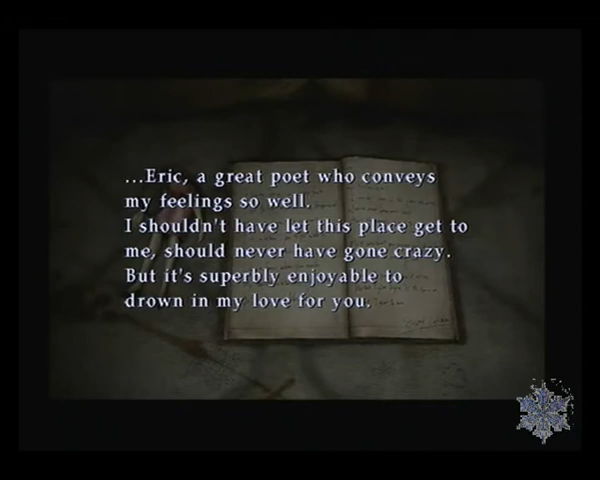 ...Eric, a great poet who conveys
my feelings so well.
I shouldn't have let this place get to
me, should never have gone crazy.
But it's superbly enjoyable to
drown in my love for you.